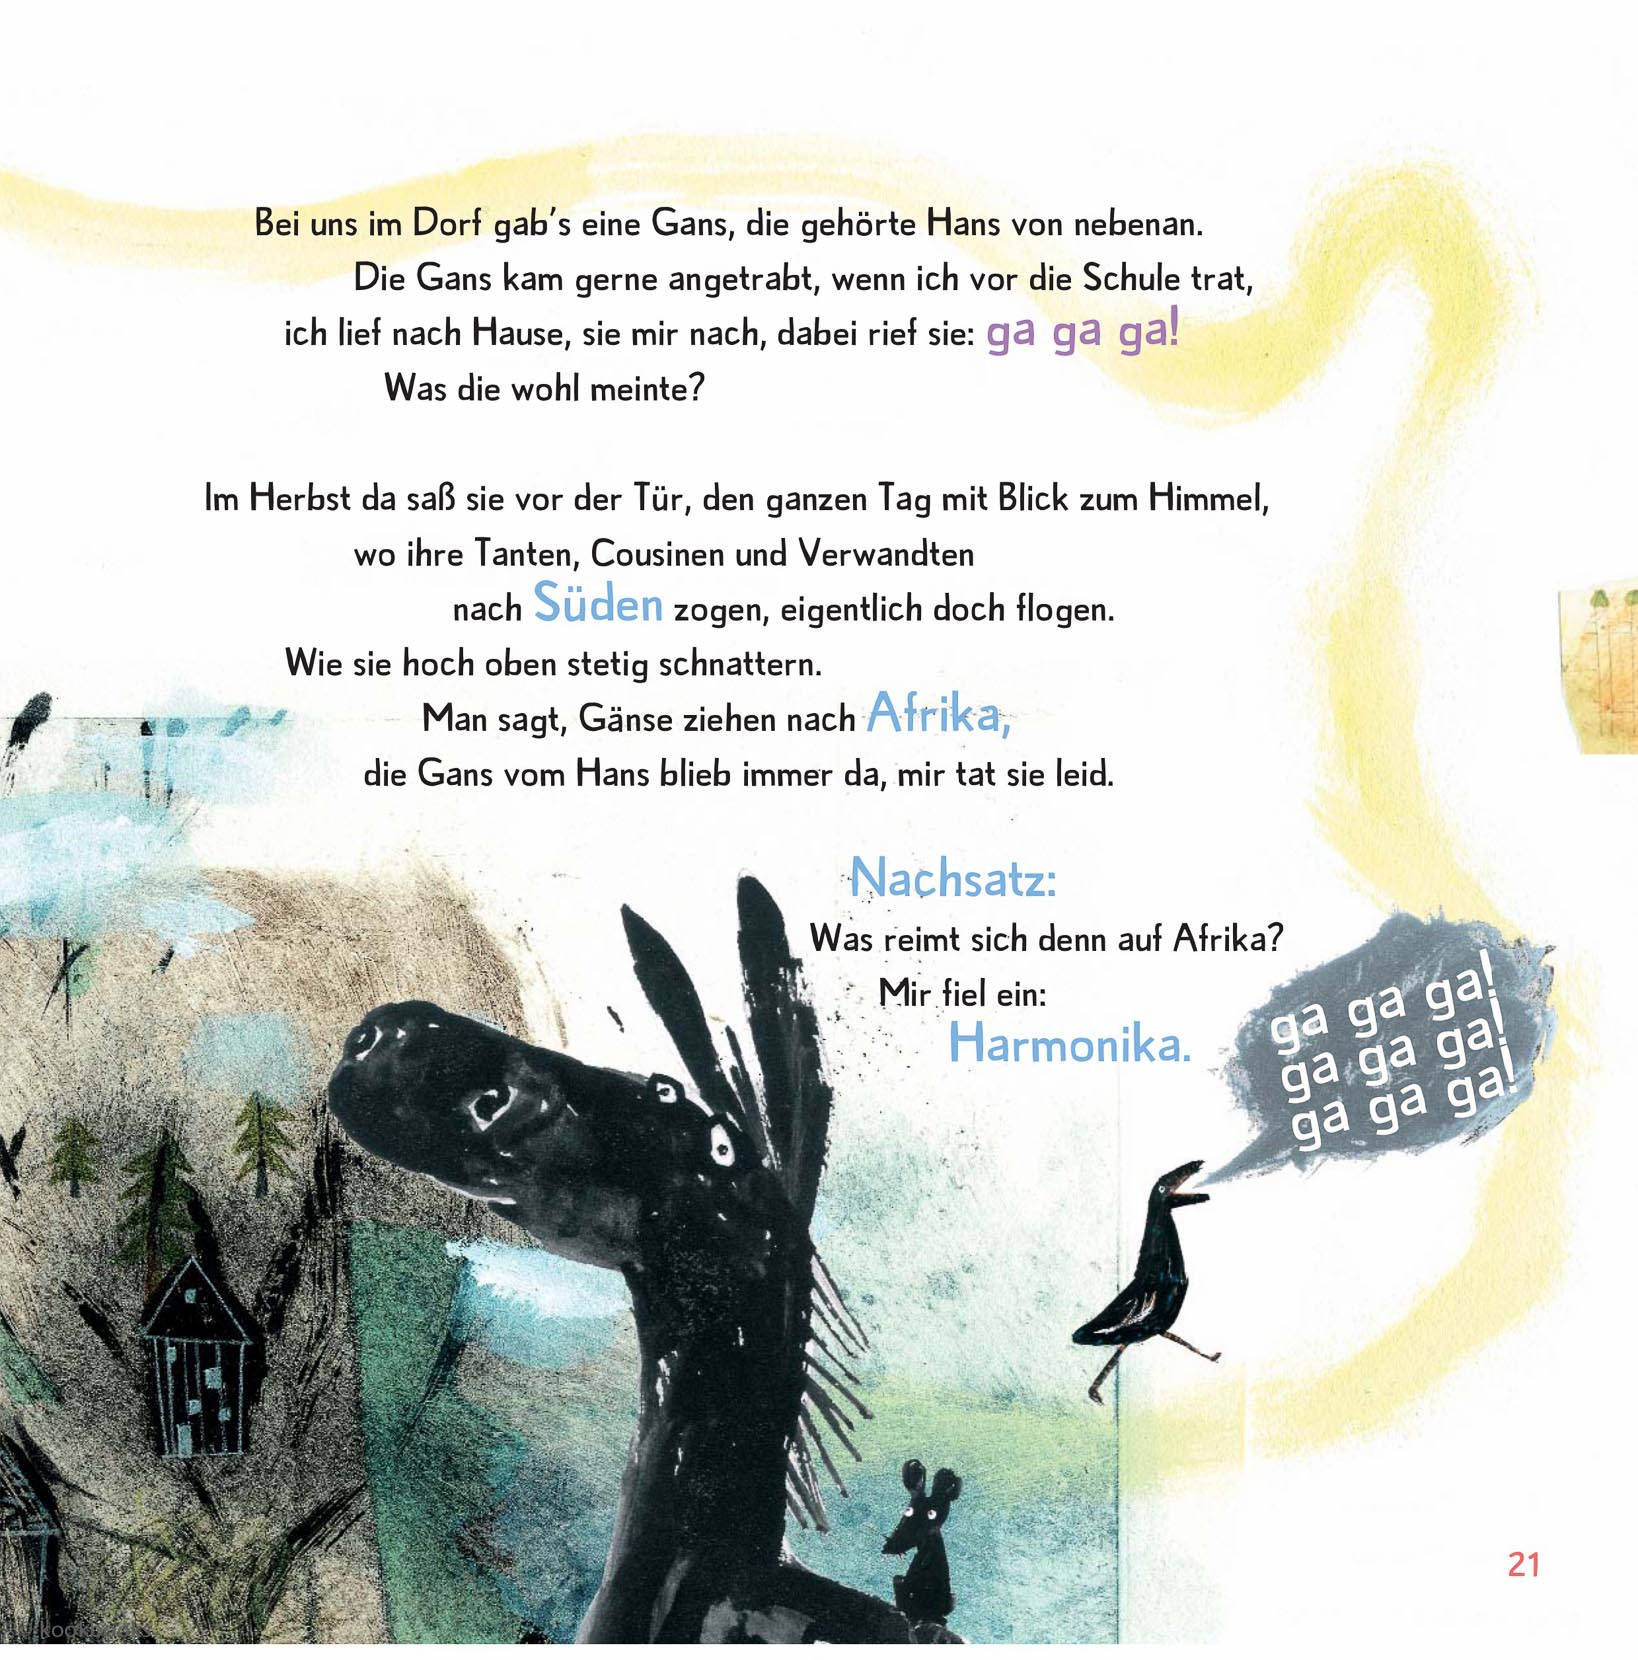 Bei uns im Dorf gab's eine Gans, die gehörte Hans von nebenan.
Die Gans kam gerne angetrabt, wenn ich vor die Schule trat,
ich lief nach Hause, sie mir nach, dabei rief sie: ga ga ga!
Was die wohl meinte?
Im Herbst da saß sie vor der Tür, den ganzen Tag mit Blick zum Himmel,
wo ihre Tanten, Cousinen und Verwandten
nach Süden zogen, eigentlich doch flogen.
Wie sie hoch oben stetig schnattern.
Man sagt, Gänse ziehen nach Afrika,
die Gans vom Hans blieb immer da, mir tat sie leid.
Nachsatz:
Was reimt sich denn auf Afrika?
Mir fiel ein:
Harmonika.
ga ga ga!
ga ga ga!
ga ga ga!
21